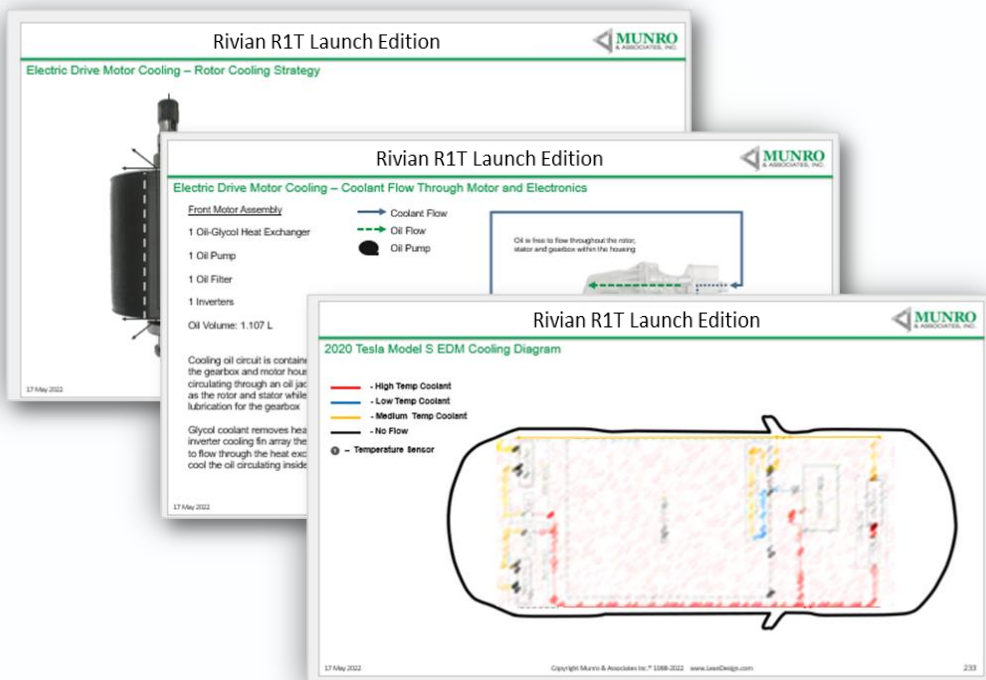 Rivian R1T Launch Edition
MUNRO
& ASSOCIATES, INC.
Electric Drive Motor Cooling – Rotor Cooling Strategy
17 May 2022
Rivian R1T Launch Edition
MUNRO
& ASSOCIATES, INC.
Electric Drive Motor Cooling – Coolant Flow Through Motor and Electronics
Front Motor Assembly
1 Oil-Glycol Heat Exchanger
1 Oil Pump
1 Oil Filter
1 Inverters
Oil Volume: 1.107 L
Coolant Flow
Oil Flow
Oil Pump
Oil is free to flow throughout the rotor,
stator and gearbox within the housing
Cooling oil circuit is containe
the gearbox and motor hous
circulating through an oil jac
as the rotor and stator while
lubrication for the gearbox
Glycol coolant removes hea
inverter cooling fin array the
to flow through the heat exc
cool the oil circulating inside
17 May 2022
Rivian R1T Launch Edition
MUNRO
& ASSOCIATES, INC.
2020 Tesla Model S EDM Cooling Diagram
- High Temp Coolant
- Low Temp Coolant
- Medium Temp Coolant
- No Flow
– Temperature Sensor
17 May 2022
Copyright Munro & Associates Inc.® 1988-2022 www.LeanDesign.com
233